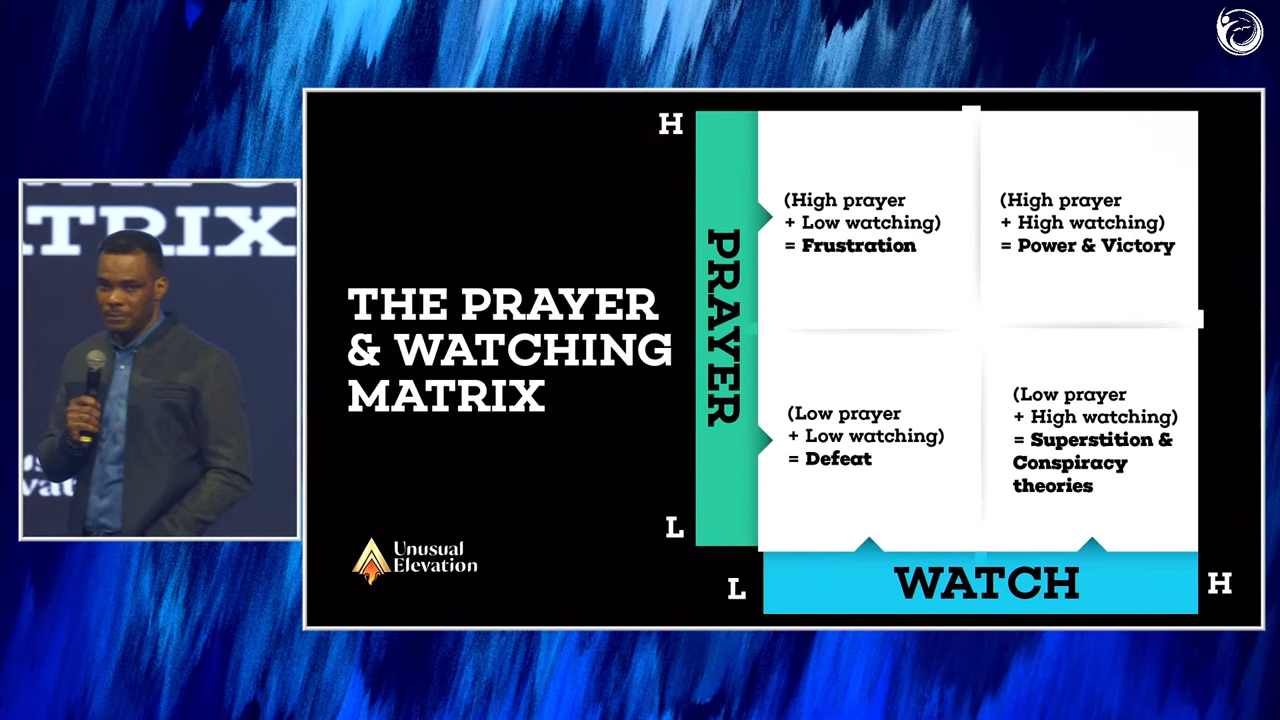 ATRIX
H
(High prayer
+ Low watching)
= Frustration
(High prayer
+ High watching)
= Power & Victory
PRAYER
THE PRAYER
& WATCHING
MATRIX
(Low prayer
+ Low watching)
= Defeat
(Low prayer
+ High watching)
= Superstition &
Conspiracy
theories
Unusual
Elevation
L
L
WATCH
H